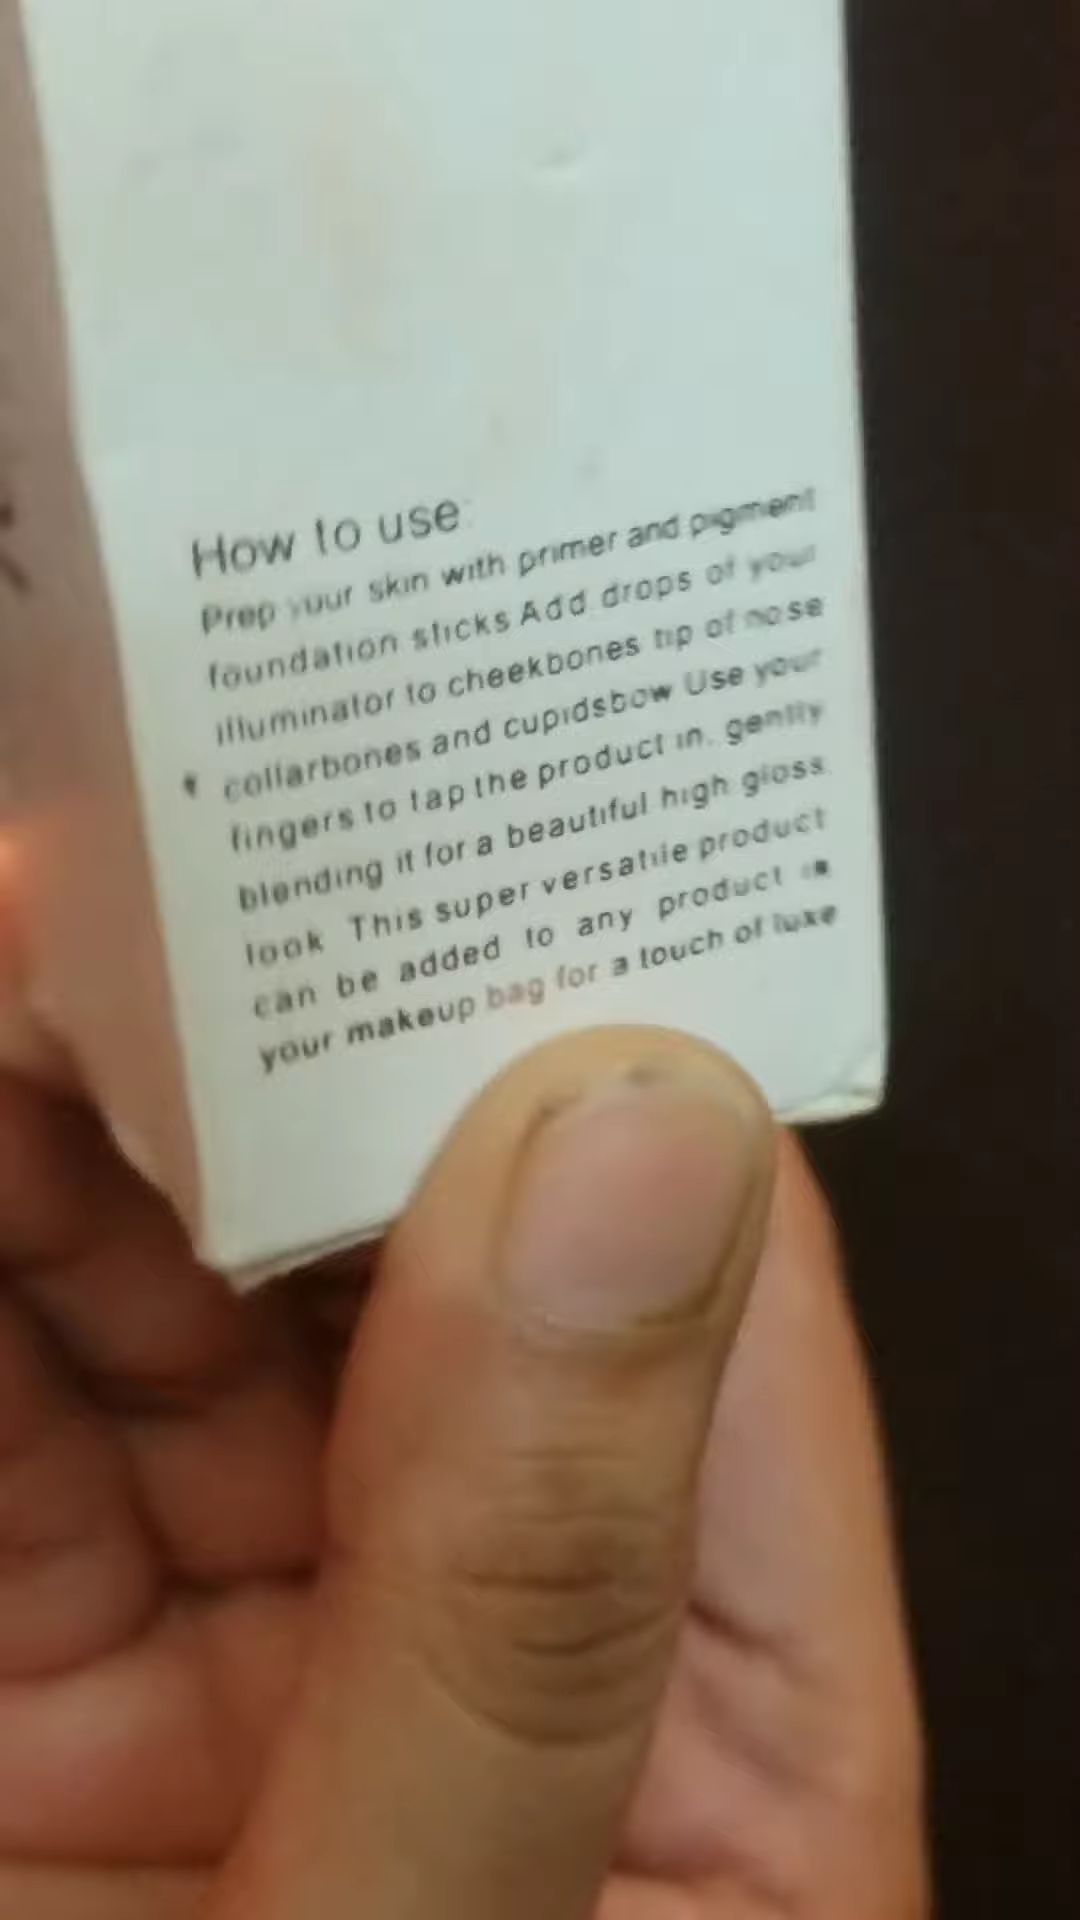 How to use:
Prep your skin with primer and pigment
foundation sticks Add drops of your
illuminator to cheekbones tip of nose
collarbones and cupidsbow Use your
fingers to tap the product in. gently
blending it for a beautiful high gloss
look This super versatile product
can be added to any product in
your makeup bag for a touch of luxe